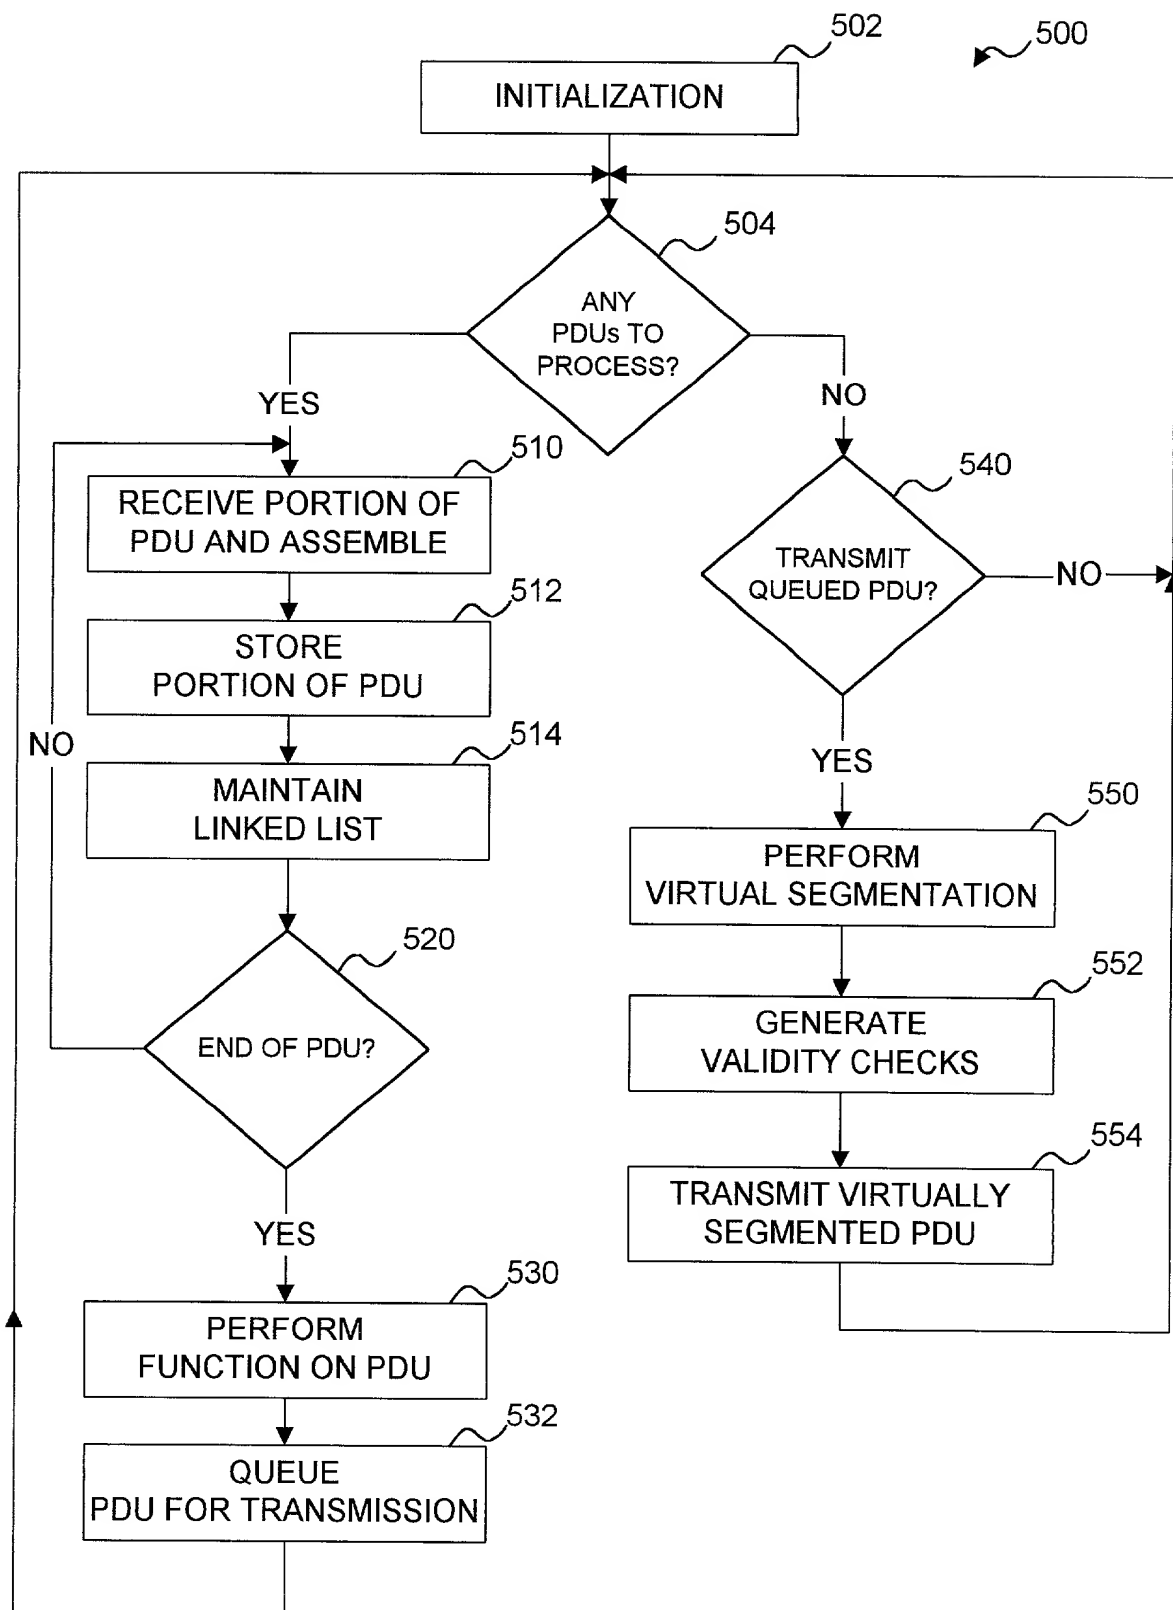 502
500
INITIALIZATION
504
ANY
PDUs TO
PROCESS?
YES
NO
510
RECEIVE PORTION OF
PDU AND ASSEMBLE
540
TRANSMIT
QUEUED PDU?
NO
512
STORE
PORTION OF PDU
NO
514
MAINTAIN
LINKED LIST
YES
550
PERFORM
VIRTUAL SEGMENTATION
520
END OF PDU?
552
GENERATE
VALIDITY CHECKS
554
TRANSMIT VIRTUALLY
SEGMENTED PDU
YES
530
PERFORM
FUNCTION ON PDU
532
QUEUE
PDU FOR TRANSMISSION